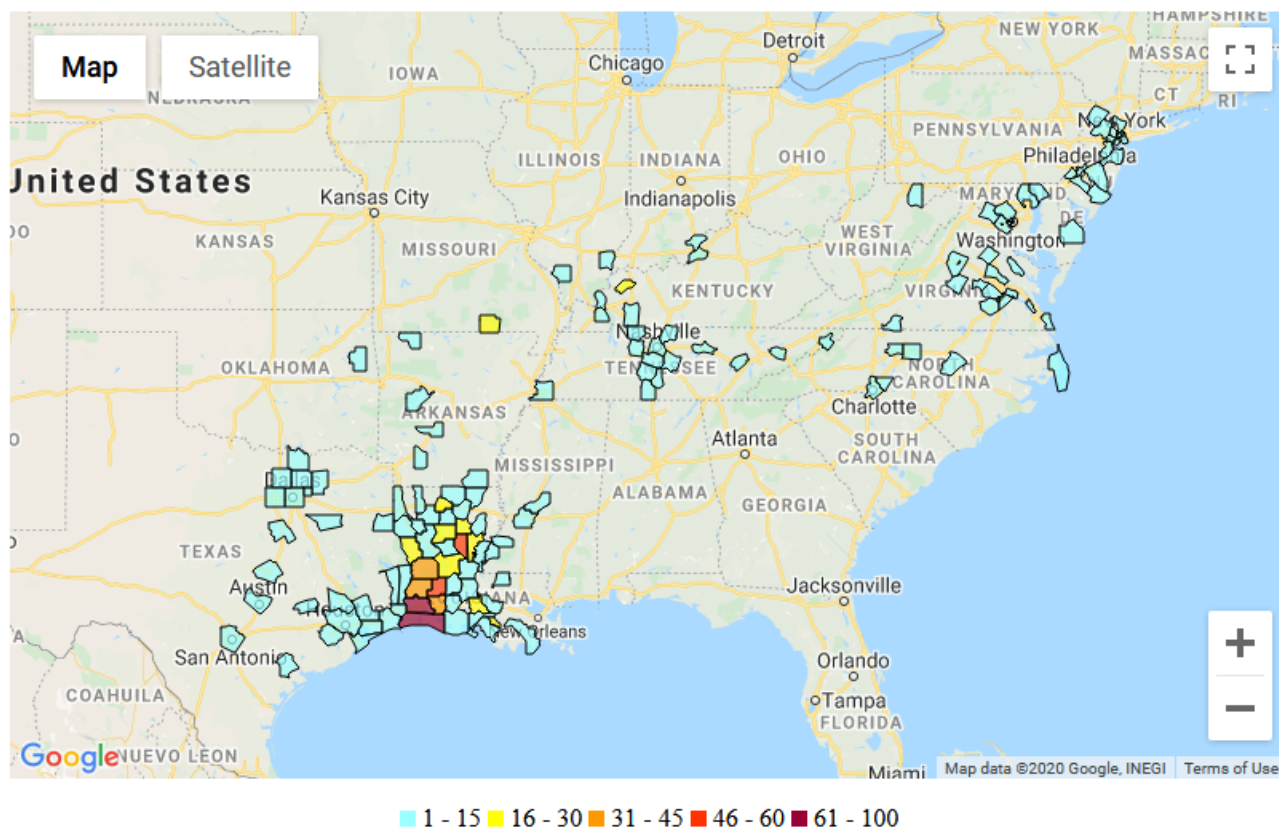 HAMPSHIRE
NEW YORK
Detroit
MASSAC
Chicago
Map
Satellite
IOWA
NEBRASKA
CT
RI
New York
PENNSYLVANIA
ILLINOIS
INDIANA
OHIO
Philadelphia
United States
Kansas City
Indianapolis
MARYLAND
NJ
DE
KANSAS
MISSOURI
WEST
VIRGINIA
Washington
KENTUCKY
VIRGINIA
Nashville
OKLAHOMA
TENNESSEE
NORTH
CAROLINA
ARKANSAS
Charlotte
Atlanta
SOUTH
CAROLINA
MISSISSIPPI
Dallas
ALABAMA
GEORGIA
TEXAS
Austin
Jacksonville
LOUISIANA
Houston
New Orleans
San Antonio
Orlando
COAHUILA
Tampa
FLORIDA
Google
NUEVO LEON
Miami
Map data ©2020 Google, INEGI
Terms of Use
1 - 15 16 - 30 31 - 45 46 - 60 61 - 100